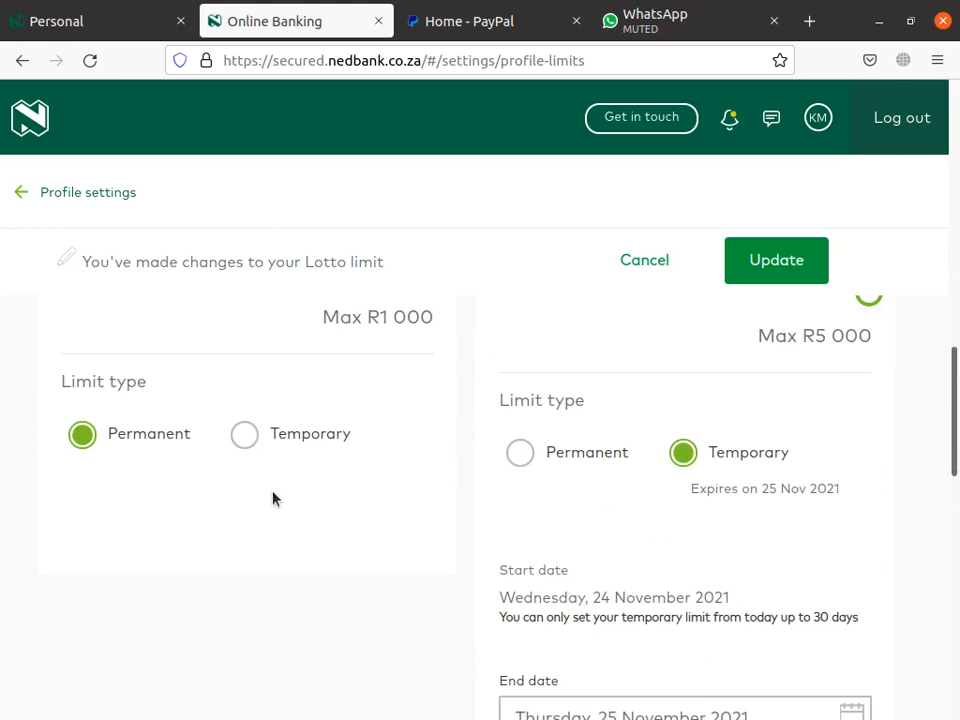 Personal
Online Banking
Home - PayPal
WhatsApp
MUTED
https://secured.nedbank.co.za/#/settings/profile-limits
Get in touch
KM
Log out
Profile settings
You've made changes to your Lotto limit
Cancel
Update
Max R1 000
Limit type
Permanent
Temporary
Max R5 000
Limit type
Permanent
Temporary
Expires on 25 Nov 2021
Start date
Wednesday, 24 November 2021
You can only set your temporary limit from today up to 30 days
End date
Thursday, 25 November 2021